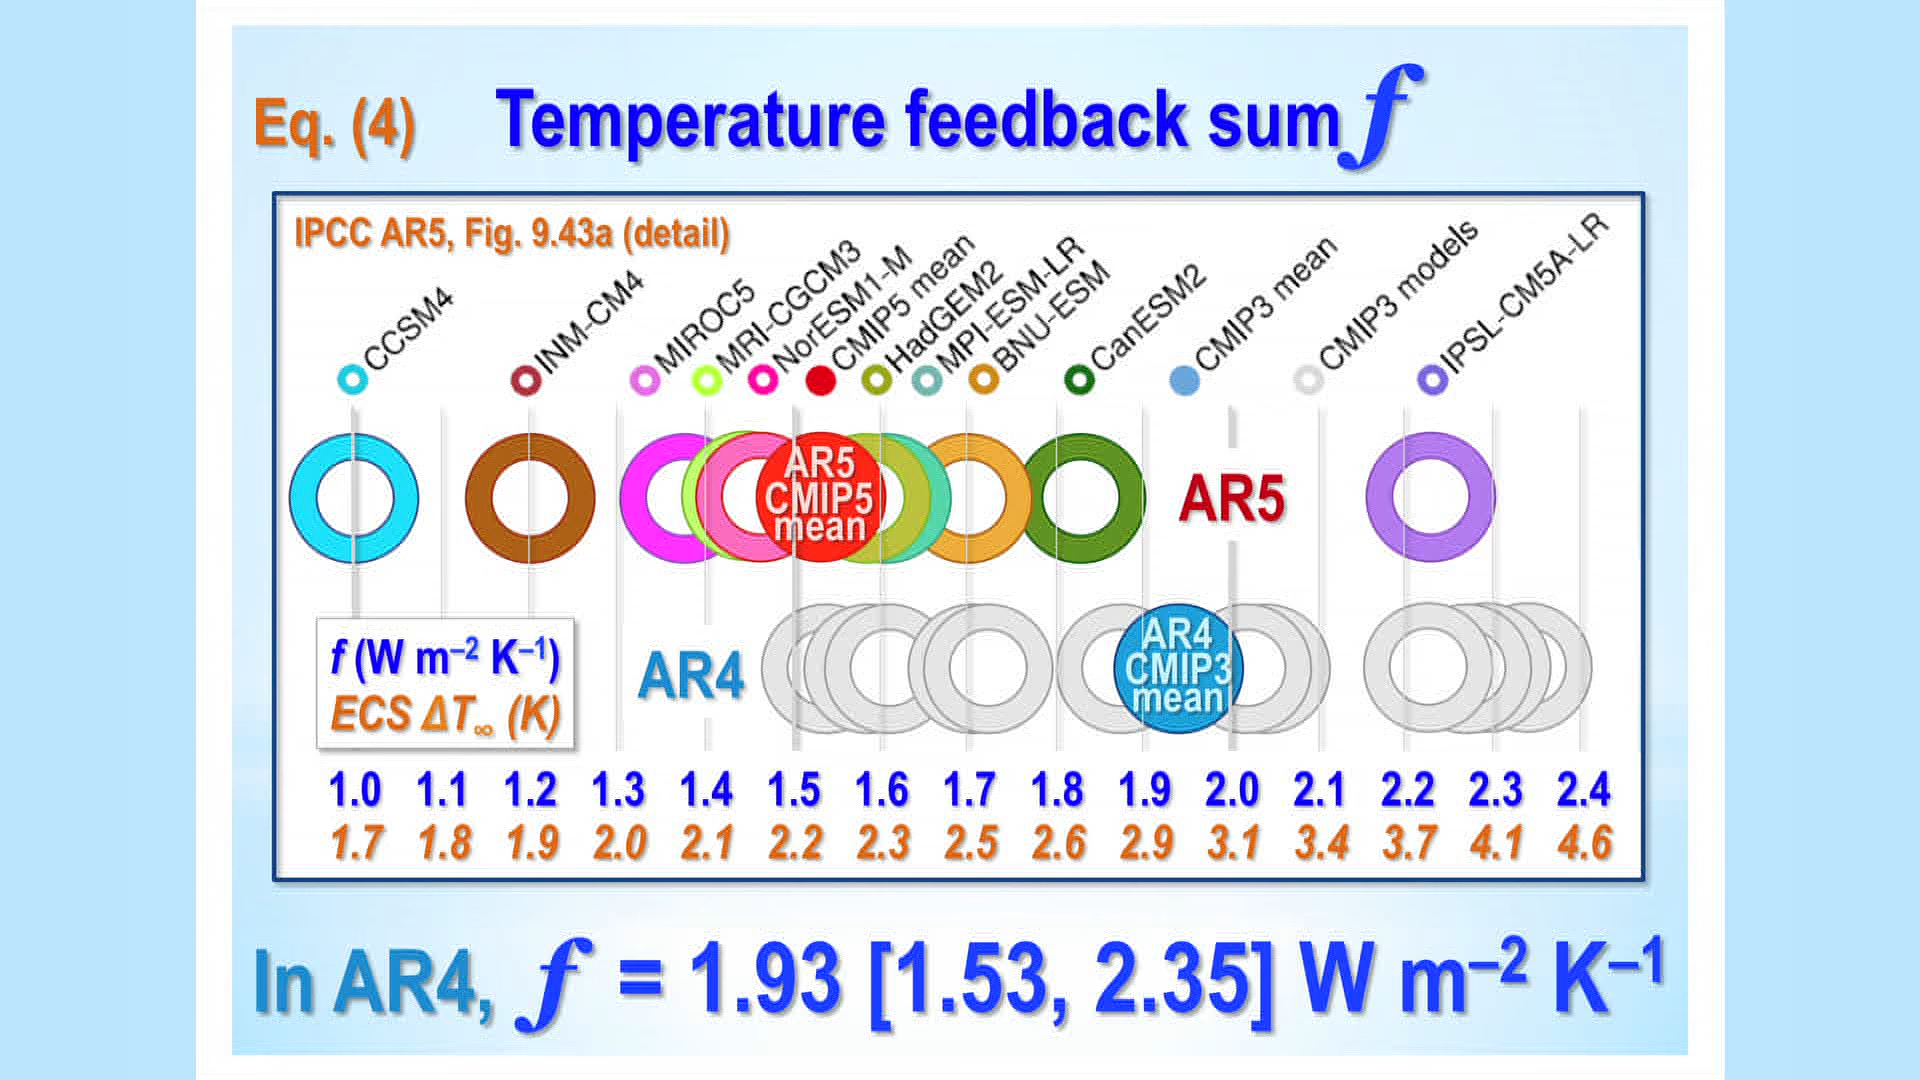 Eq. (4) Temperature feedback sum f
IPCC AR5, Fig. 9.43a (detail)
CCSM4
INM-CM4
MIROC5
MRI-CGCM3
NorESM1-M
CMIP5 mean
HadGEM2
MPI-ESM-LR
BNU-ESM
CanESM2
CMIP3 mean
CMIP3 models
IPSL-CM5A-LR
AR5
CMIP5
mean
AR5
f (W m–2 K–1)
ECS ΔT∞ (K)
AR4
AR4
CMIP3
mean
1.0 1.1 1.2 1.3 1.4 1.5 1.6 1.7 1.8 1.9 2.0 2.1 2.2 2.3 2.4
1.7 1.8 1.9 2.0 2.1 2.2 2.3 2.5 2.6 2.9 3.1 3.4 3.7 4.1 4.6
In AR4, f = 1.93 [1.53, 2.35] W m–2 K–1